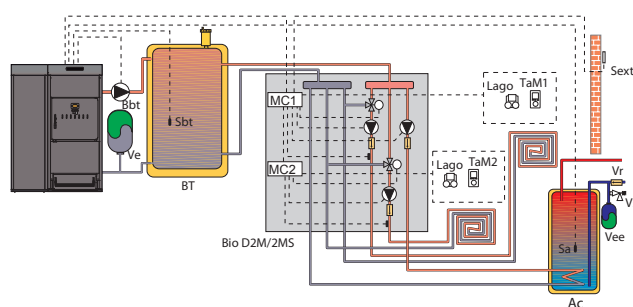 Bbt
Sbt
Ve
BT
MC1
MC2
Bio D2M/2MS
Lago
TaM1
Lago
TaM2
Sext
Vr
V
Vee
Sa
Ac